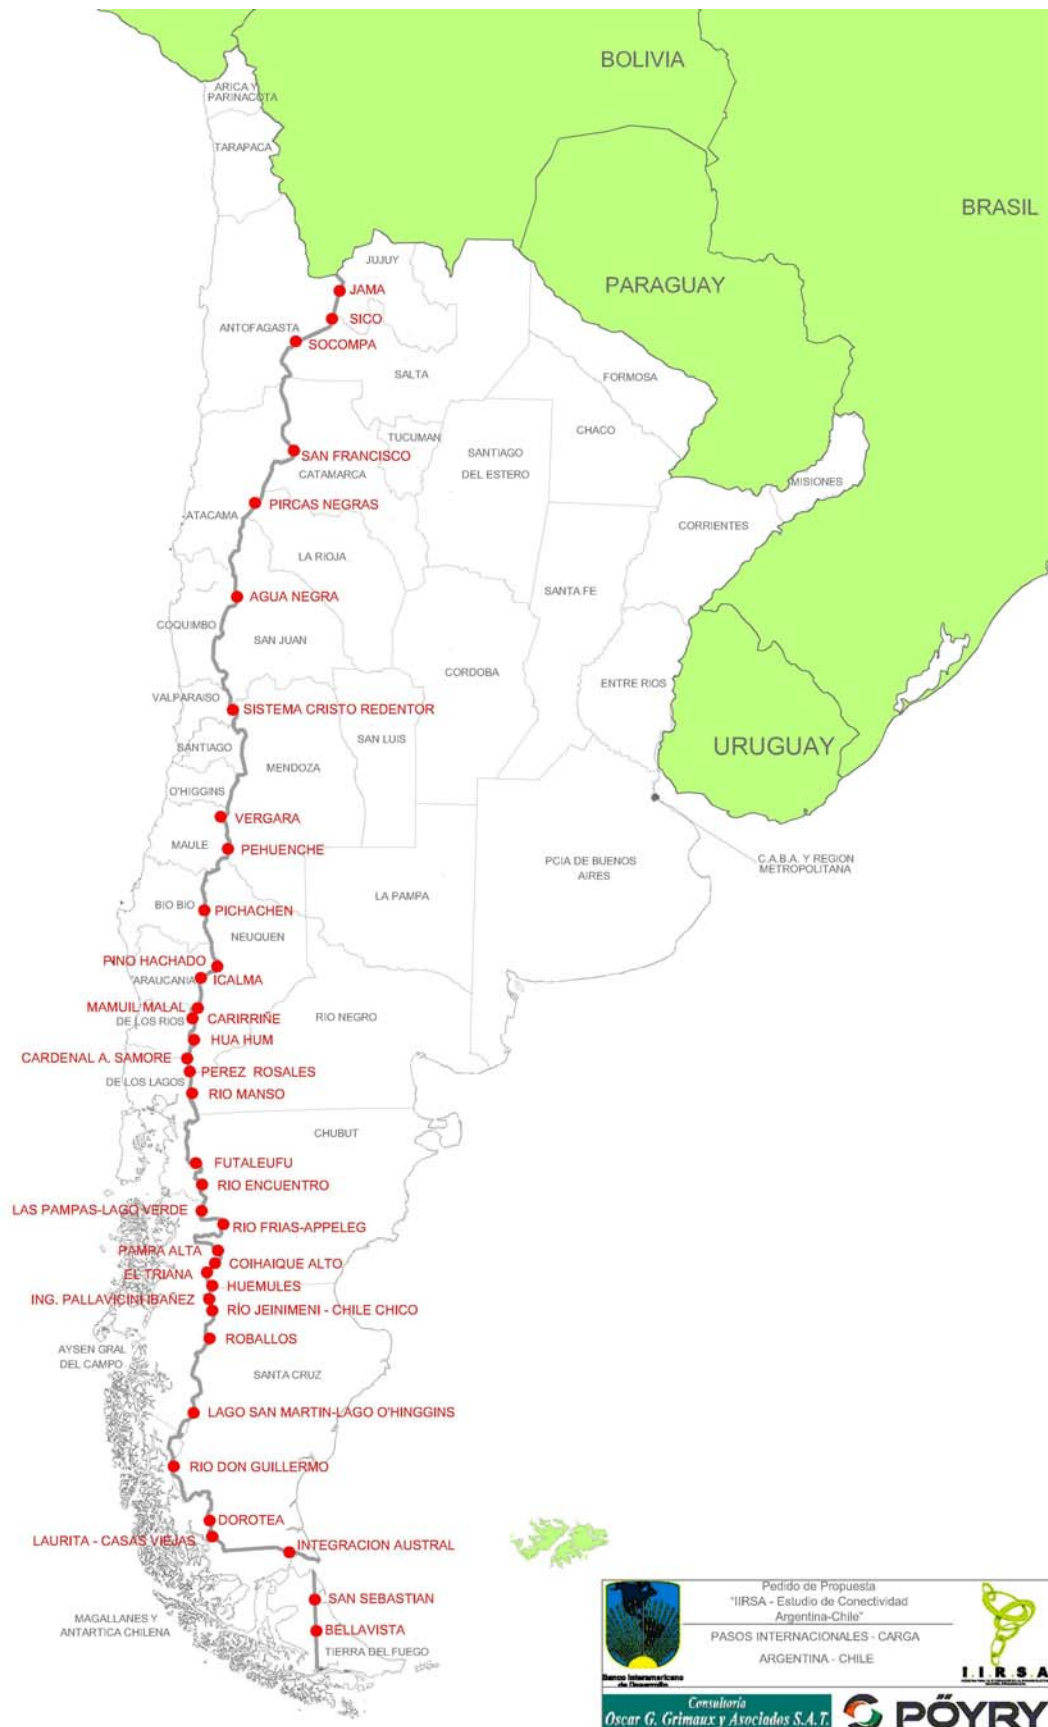 BOLIVIA
ARICA Y
PARINACOTA
TARAPACA
BRASIL
JUJUY
PARAGUAY
JAMA
SICO
ANTOFAGASTA
SOCOMPA
SALTA
FORMOSA
CHACO
TUCUMAN
SANTIAGO
DEL ESTERO
SAN FRANCISCO
CATAMARCA
MISIONES
PIRCAS NEGRAS
ATACAMA
CORRIENTES
LA RIOJA
SANTA FE
AGUA NEGRA
COQUIMBO
SAN JUAN
CORDOBA
ENTRE RIOS
VALPARAISO
SISTEMA CRISTO REDENTOR
SANTIAGO
SAN LUIS
URUGUAY
MENDOZA
O'HIGGINS
VERGARA
MAULE
PEHUENCHE
C.A.B.A. Y REGION
METROPOLITANA
PCIA DE BUENOS
AIRES
LA PAMPA
BIO BIO
PICHACHEN
NEUQUEN
PINO HACHADO
ARAUCANIA
ICALMA
MAMUIL MALAL
DE LOS RIOS
CARIRRIÑE
RIO NEGRO
HUA HUM
CARDENAL A. SAMORE
PEREZ ROSALES
DE LOS LAGOS
RIO MANSO
CHUBUT
FUTALEUFU
RIO ENCUENTRO
LAS PAMPAS-LAGO VERDE
RIO FRIAS-APPELEG
PAMPA ALTA
COIHAIQUE ALTO
EL TRIANA
HUEMULES
ING. PALLAVICINI-IBAÑEZ
RÍO JEINIMENI - CHILE CHICO
ROBALLOS
AYSEN GRAL
DEL CAMPO
SANTA CRUZ
LAGO SAN MARTIN-LAGO O'HINGGINS
RIO DON GUILLERMO
DOROTEA
LAURITA - CASAS VIEJAS
INTEGRACION AUSTRAL
SAN SEBASTIAN
MAGALLANES Y
ANTARTICA CHILENA
BELLAVISTA
TIERRA DEL FUEGO
Pedido de Propuesta
"IIRSA - Estudio de Conectividad
Argentina-Chile"
PASOS INTERNACIONALES - CARGA
ARGENTINA - CHILE
Banco Interamericano
de Desarrollo
I.I.R.S.A
Consultoría
Oscar G. Grimaux y Asociados S.A.T.
PÖYRY